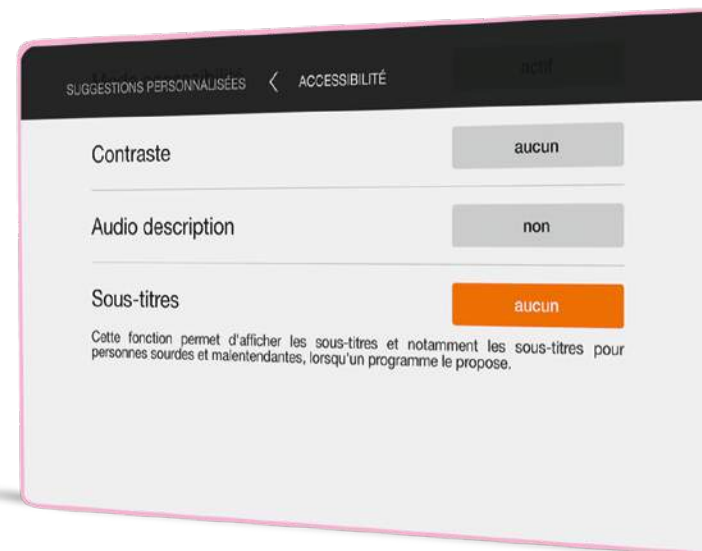 SUGGESTIONS PERSONNALISÉES < ACCESSIBILITÉ
Contraste aucun
Audio description non
Sous-titres aucun
Cette fonction permet d'afficher les sous-titres et notamment les sous-titres pour
personnes sourdes et malentendantes, lorsqu'un programme le propose.